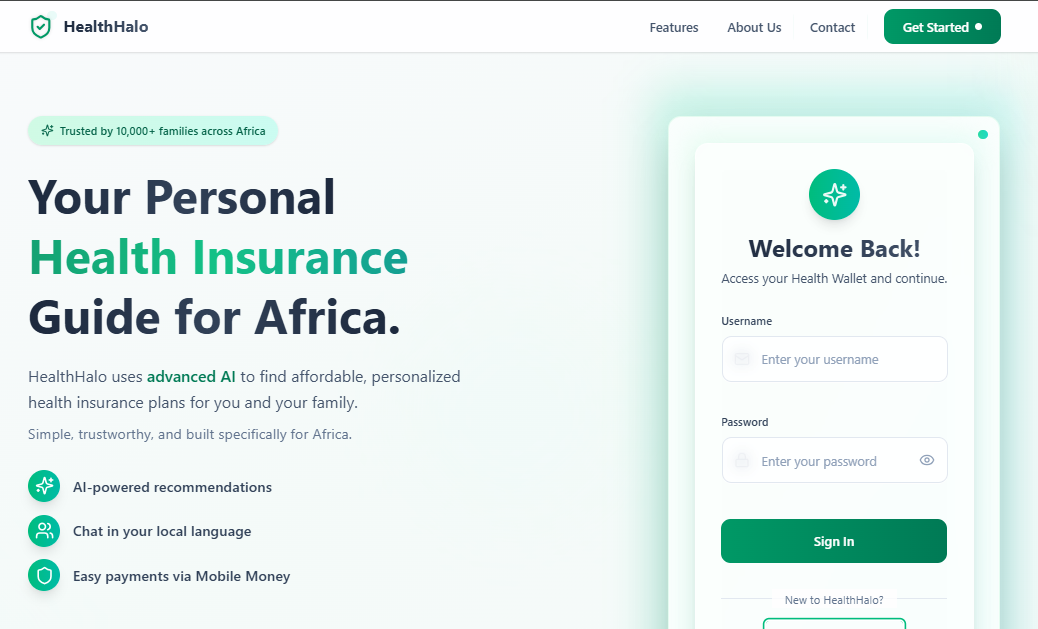 HealthHalo
Features
About Us
Contact
Get Started
Trusted by 10,000+ families across Africa
Your Personal
Health Insurance
Guide for Africa.
HealthHalo uses advanced AI to find affordable, personalized
health insurance plans for you and your family.
Simple, trustworthy, and built specifically for Africa.
AI-powered recommendations
Chat in your local language
Easy payments via Mobile Money
Welcome Back!
Access your Health Wallet and continue.
Username
Enter your username
Password
Enter your password
Sign In
New to HealthHalo?